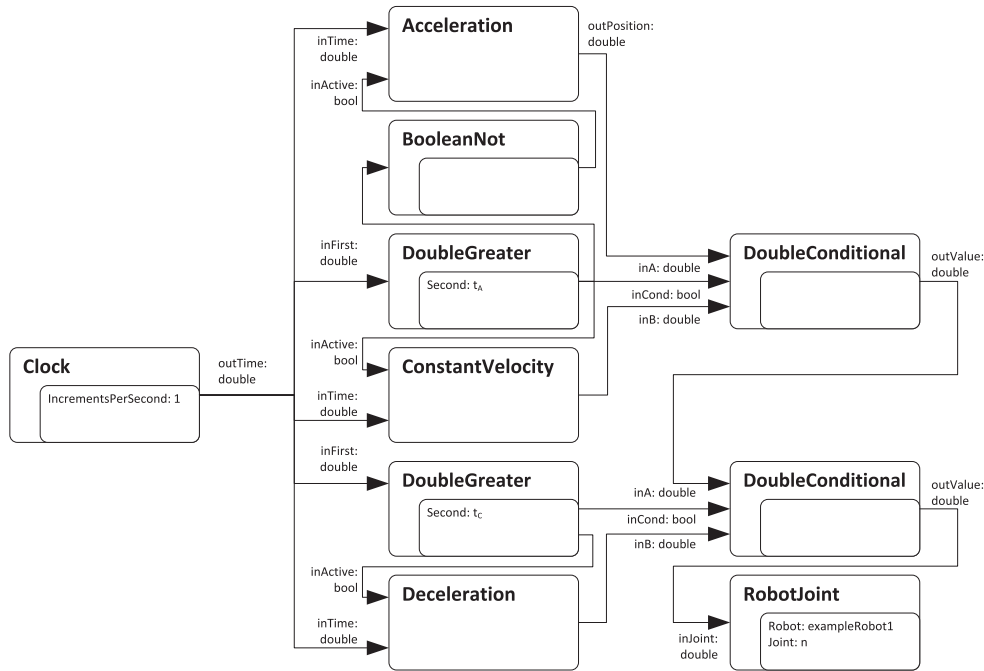 Acceleration
outPosition:
double
inTime:
double
inActive:
bool
BooleanNot
inFirst:
double
DoubleGreater
Second: tA
inA: double
inCond: bool
inB: double
DoubleConditional
outValue:
double
inActive:
bool
Clock
IncrementsPerSecond: 1
outTime:
double
ConstantVelocity
inTime:
double
inFirst:
double
DoubleGreater
Second: tC
inA: double
inCond: bool
inB: double
DoubleConditional
outValue:
double
inActive:
bool
Deceleration
inTime:
double
RobotJoint
Robot: exampleRobot1
Joint: n
inJoint:
double